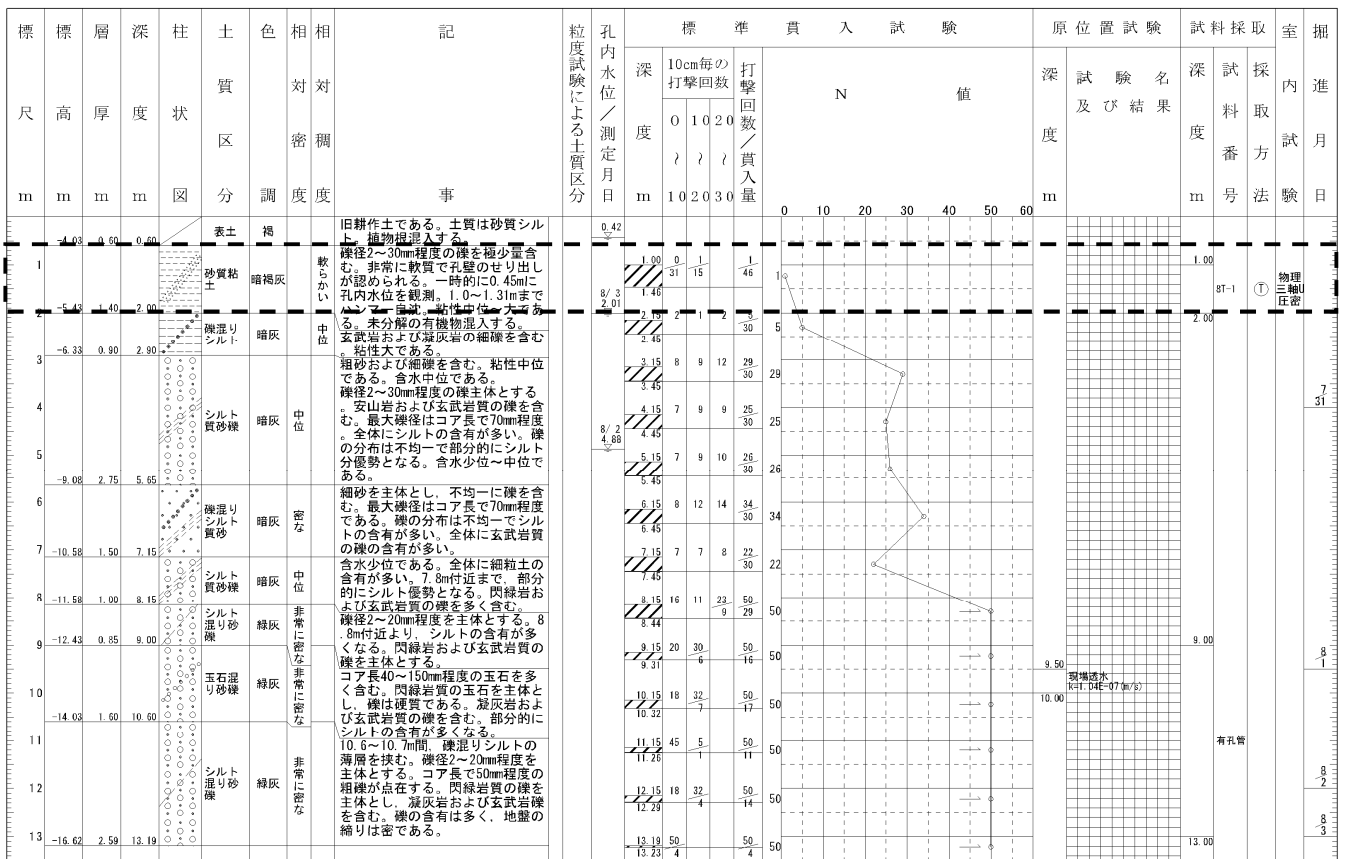 標 尺 m
標 高 m
層 厚 m
深 度 m
柱 状 図
土 質 区 分
色 調
相 対 密 度
相 対 稠 度
記 事
粒度試験による土質区分
孔内水位／測定月日
標 準 貫 入 試 験
深 度 m
10cm毎の打撃回数
0 ～ 10
10 ～ 20
20 ～ 30
打撃回数／貫入量
N 値
0 10 20 30 40 50 60
原 位 置 試 験
深 度 m
試 験 名
及 び 結 果
試 料 採 取
深 度 m
試 料 番 号
採 取 方 法
室 内 試 験
掘 進 月 日
-4.03 0.60 0.60 表土 褐
旧耕作土である。土質は砂質シル
ト。植物根混入する。
1
-5.43 1.40 2.00 砂質粘土 暗褐灰 軟らかい
礫径2～30mm程度の礫を極少量含
む。非常に軟質で孔壁のせり出し
が認められる。一時的に0.45mに
孔内水位を観測。1.0～1.31mまで
ハンマー自沈。粘性中位～大であ
る。未分解の有機物混入する。
2
-6.33 0.90 2.90 礫混りシルト 暗灰 中位
玄武岩および凝灰岩の細礫を含む
。粘性大である。
3
4
5
-9.08 2.75 5.65 シルト質砂礫 暗灰 中位
粗砂および細礫を含む。粘性中位
である。含水中位である。
礫径2～30mm程度の礫主体とする
。安山岩および玄武岩質の礫を含
む。最大礫径はコア長で70mm程度
。全体にシルトの含有が多い。礫
の分布は不均一で部分的にシルト
分優勢となる。含水少位～中位で
ある。
6
7
-10.58 1.50 7.15 礫混りシルト質砂 暗灰 密な
細砂を主体とし、不均一に礫を含
む。最大礫径はコア長で70mm程度
である。礫の分布は不均一でシル
トの含有が多い。全体に玄武岩質
の礫の含有が多い。
8
-11.58 1.00 8.15 シルト質砂礫 暗灰 中位
含水少位である。全体に細粒土の
含有が多い。7.8m付近まで、部分
的にシルト優勢となる。閃緑岩お
よび玄武岩質の礫を多く含む。
9
-12.43 0.85 9.00 シルト混り砂礫 緑灰 非常に密な
礫径2～20mm程度を主体とする。8
.8m付近より、シルトの含有が多
くなる。閃緑岩および玄武岩質の
礫を主体とする。
10
-14.03 1.60 10.60 玉石混り砂礫 緑灰 非常に密な
コア長40～150mm程度の玉石を多
く含む。閃緑岩質の玉石を主体と
し、礫は硬質である。凝灰岩およ
び玄武岩質の礫を含む。部分的に
シルトの含有が多くなる。
11
12
13
-16.62 2.59 13.19 シルト混り砂礫 緑灰 非常に密な
10.6～10.7m間、礫混りシルトの
薄層を挟む。礫径2～20mm程度を
主体とする。コア長で50mm程度の
粗礫が点在する。閃緑岩質の礫を
主体とし、凝灰岩および玄武岩礫
を含む。礫の含有は多く、地盤の
締りは密である。
0.42
8/3
2.01
8/2
4.88
1.00 0 1 1 1
1.46 31 15 46
2.15 2 1 2 5 5
2.45 30
3.15 8 9 12 29 29
3.45 30
4.15 7 9 9 25 25
4.45 30
5.15 7 9 10 26 26
5.45 30
6.15 8 12 14 34 34
6.45 30
7.15 7 7 8 22 22
7.45 30
8.15 16 11 23 50 50
8.44 9 29
9.15 20 30 50 50
9.31 6 16
10.15 18 32 50 50
10.32 7 17
11.15 45 5 50 50
11.26 1 11
12.15 18 32 50 50
12.29 4 14
13.19 50 50 50
13.23 4 4
9.50
10.00
現場透水
k=1.04E-07(m/s)
1.00
8T-1 T
2.00
9.00
有孔管
13.00
物理
三軸U
圧密
7/31
8/1
8/2
8/3